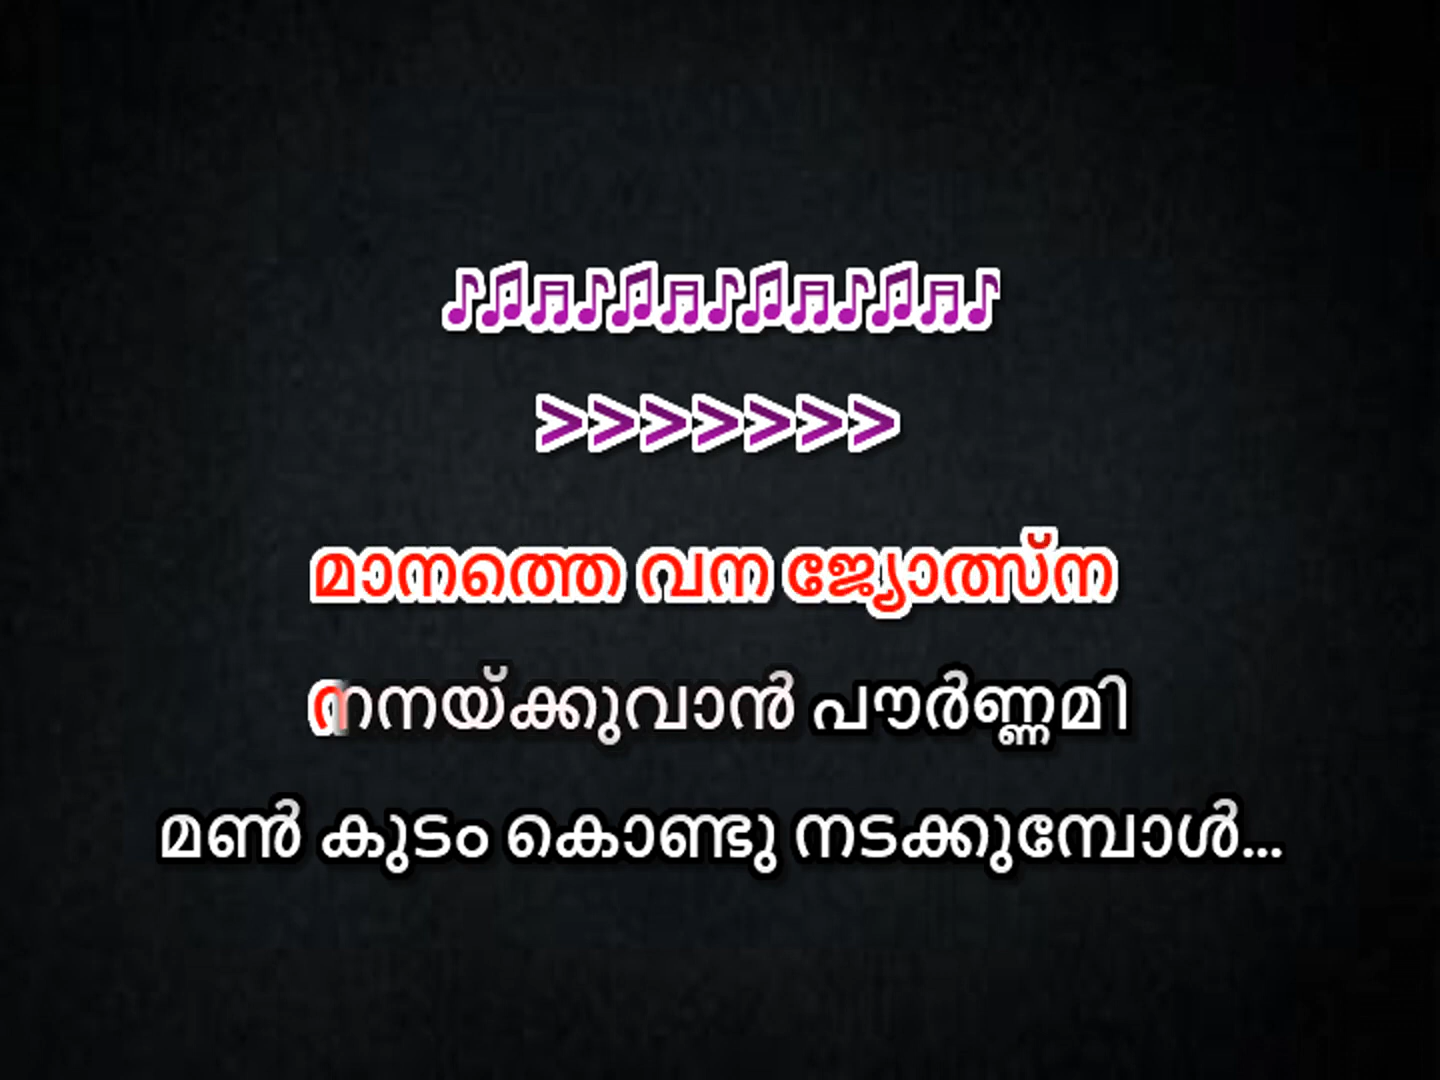 ♪♫♬♪♫♬♪♫♬♪♫♬♪
>>>>>>>
മാനത്തെ വന ജ്യോത്സ്ന
നനയ്ക്കുവാൻ പൗർണ്ണമി
മൺ കുടം കൊണ്ടു നടക്കുമ്പോൾ...